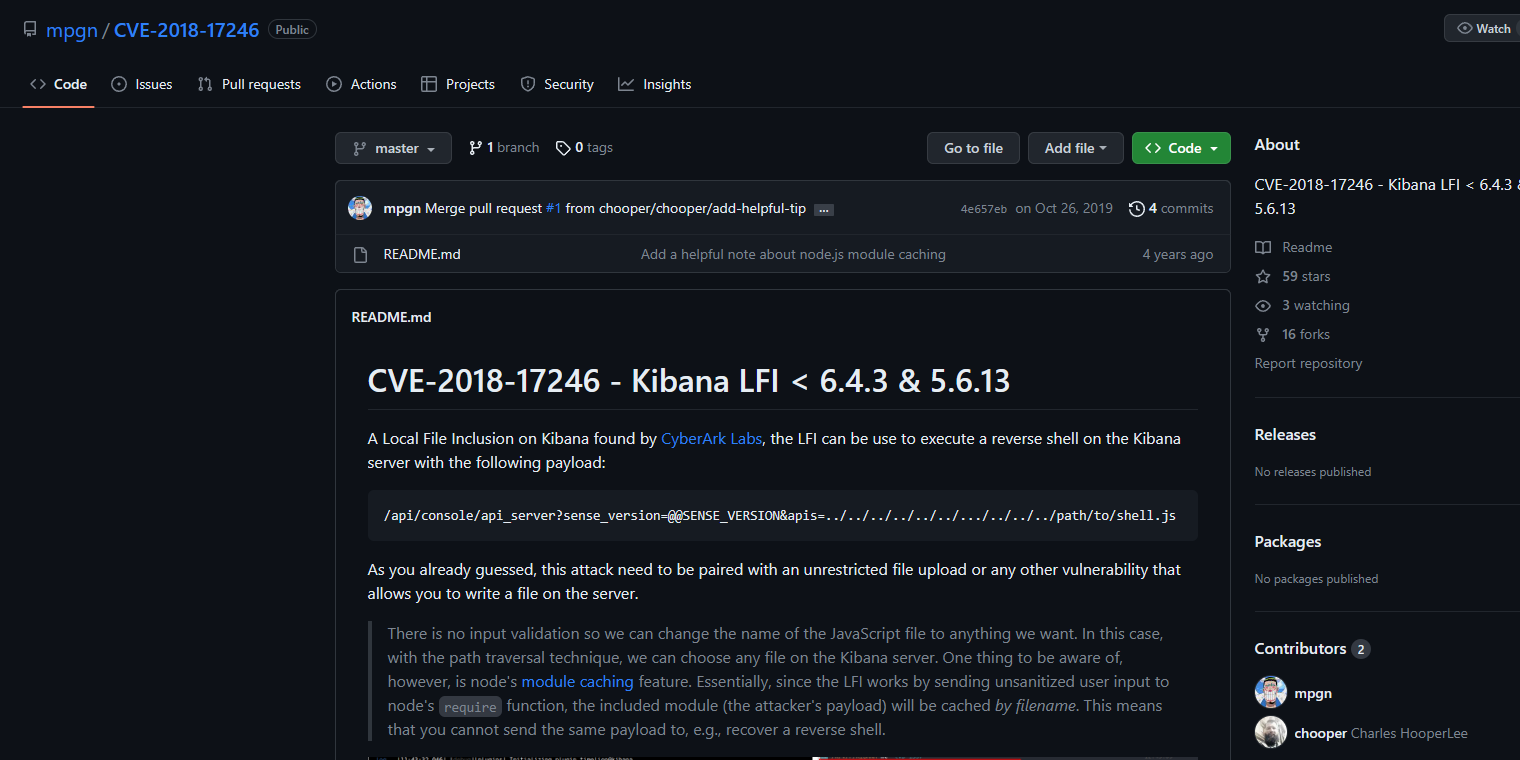 mpgn / CVE-2018-17246 Public
Watch
Code Issues Pull requests Actions Projects Security Insights
master 1 branch 0 tags Go to file Add file Code
mpgn Merge pull request #1 from chooper/chooper/add-helpful-tip ... 4e657eb on Oct 26, 2019 4 commits
README.md Add a helpful note about node.js module caching 4 years ago
README.md
CVE-2018-17246 - Kibana LFI < 6.4.3 & 5.6.13
A Local File Inclusion on Kibana found by CyberArk Labs, the LFI can be use to execute a reverse shell on the Kibana
server with the following payload:
/api/console/api_server?sense_version=@@SENSE_VERSION&apis=../../../../../../.../../../../path/to/shell.js
As you already guessed, this attack need to be paired with an unrestricted file upload or any other vulnerability that
allows you to write a file on the server.
There is no input validation so we can change the name of the JavaScript file to anything we want. In this case,
with the path traversal technique, we can choose any file on the Kibana server. One thing to be aware of,
however, is node's module caching feature. Essentially, since the LFI works by sending unsanitized user input to
node's require function, the included module (the attacker's payload) will be cached by filename. This means
that you cannot send the same payload to, e.g., recover a reverse shell.
About
CVE-2018-17246 - Kibana LFI < 6.4.3 &
5.6.13
Readme
59 stars
3 watching
16 forks
Report repository
Releases
No releases published
Packages
No packages published
Contributors 2
mpgn
chooper Charles HooperLee